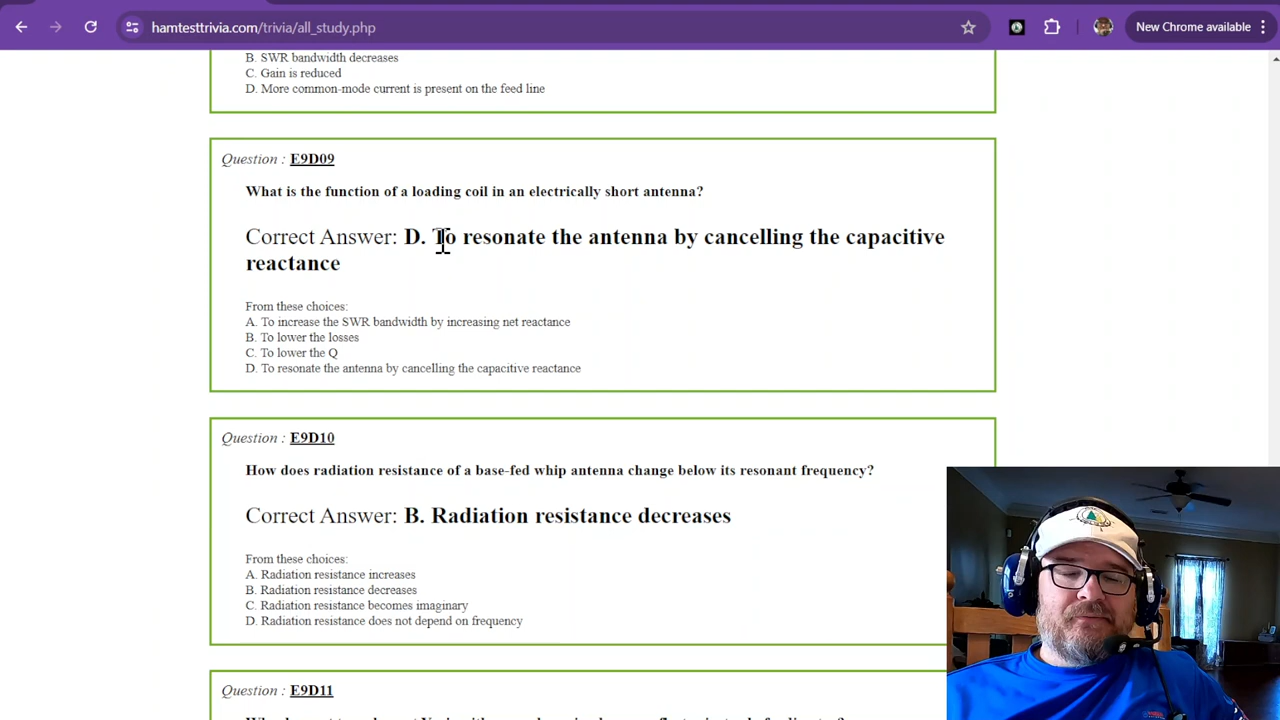 hamtesttrivia.com/trivia/all_study.php
New Chrome available
B. SWR bandwidth decreases
C. Gain is reduced
D. More common-mode current is present on the feed line
Question : E9D09
What is the function of a loading coil in an electrically short antenna?
Correct Answer: D. To resonate the antenna by cancelling the capacitive
reactance
From these choices:
A. To increase the SWR bandwidth by increasing net reactance
B. To lower the losses
C. To lower the Q
D. To resonate the antenna by cancelling the capacitive reactance
Question : E9D10
How does radiation resistance of a base-fed whip antenna change below its resonant frequency?
Correct Answer: B. Radiation resistance decreases
From these choices:
A. Radiation resistance increases
B. Radiation resistance decreases
C. Radiation resistance becomes imaginary
D. Radiation resistance does not depend on frequency
Question : E9D11